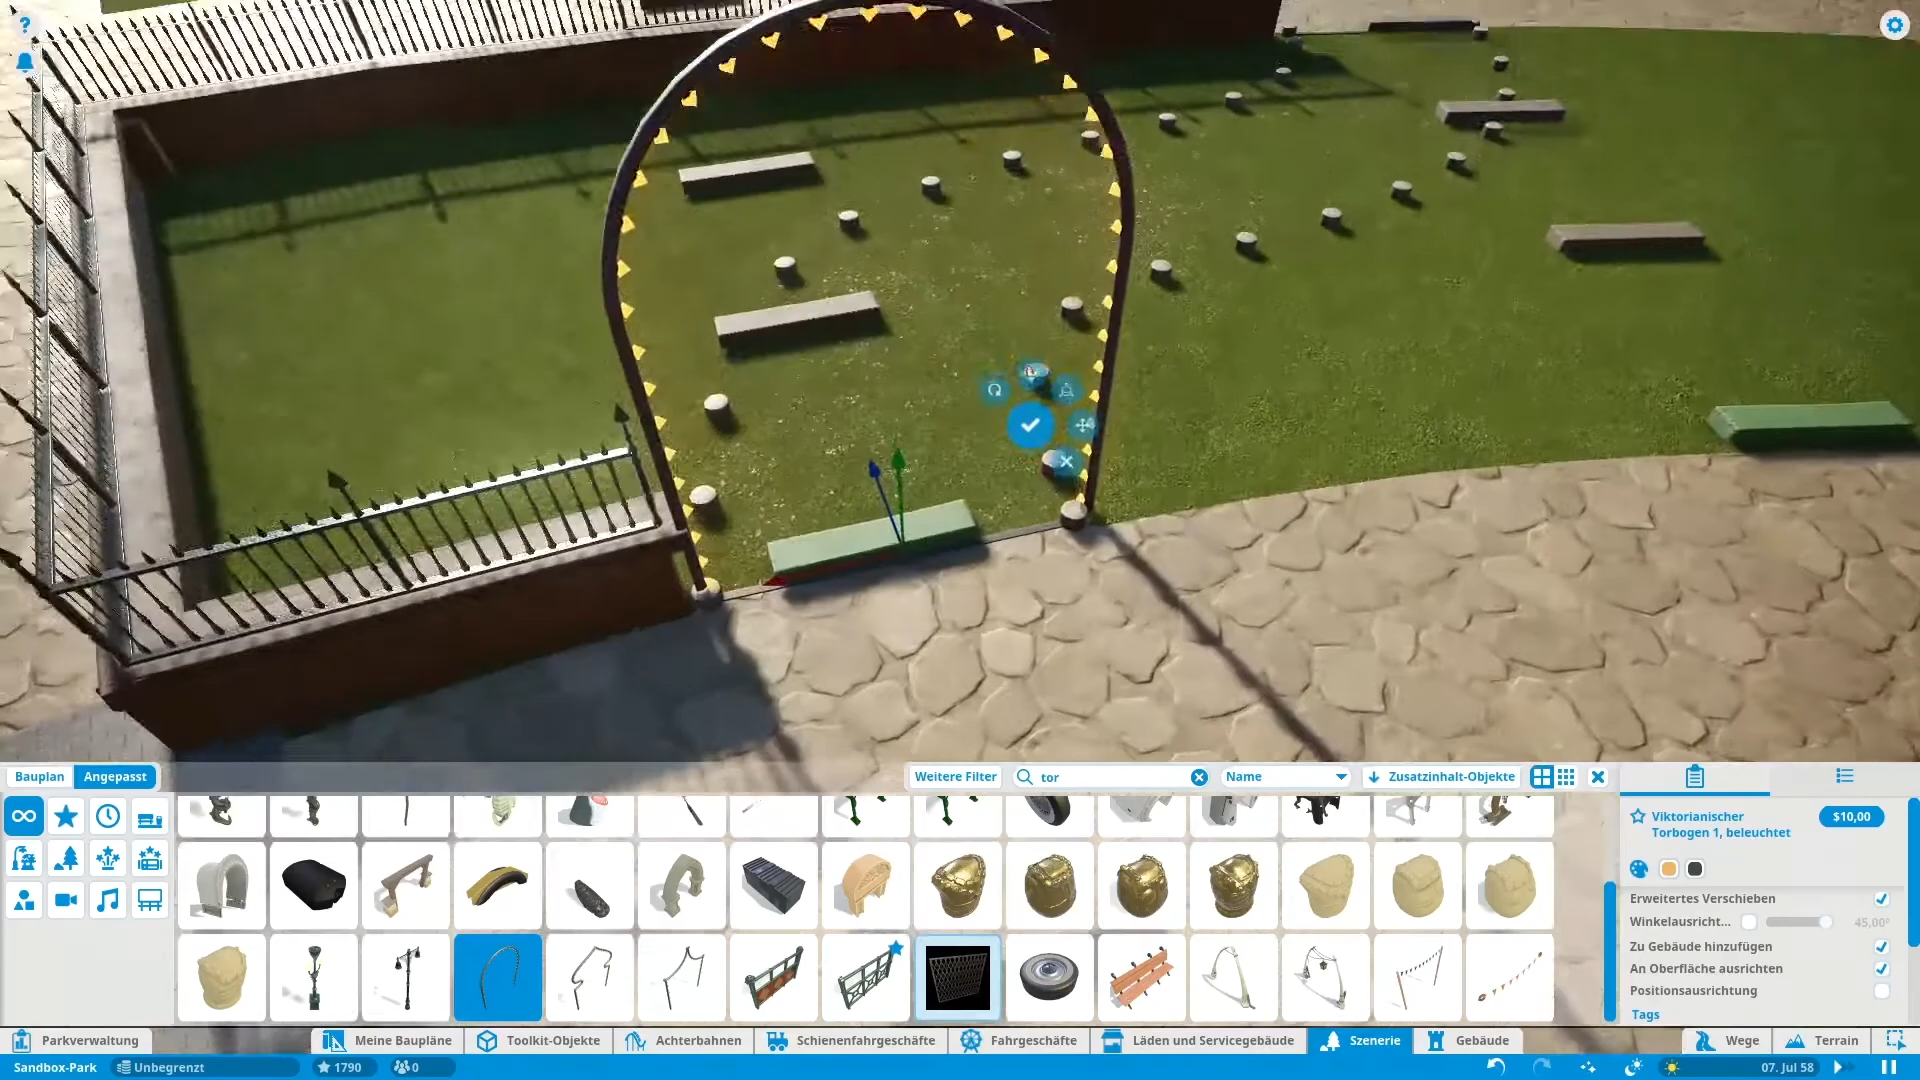 ?
Bauplan
Angepasst
Weitere Filter
tor
Name
Zusatzinhalt-Objekte
Viktorianischer
Torbogen 1, beleuchtet
$10,00
Erweitertes Verschieben
Winkelausricht...
45,00°
Zu Gebäude hinzufügen
An Oberfläche ausrichten
Positionsausrichtung
Tags
Parkverwaltung
Meine Baupläne
Toolkit-Objekte
Achterbahnen
Schienenfahrgeschäfte
Fahrgeschäfte
Läden und Servicegebäude
Szenerie
Gebäude
Wege
Terrain
Sandbox-Park
Unbegrenzt
1790
0
07. Jul 58